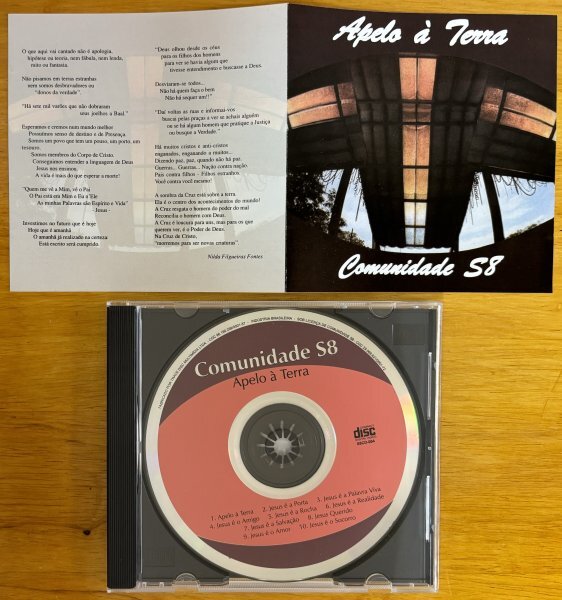 O que aqui vai cantado não é apologia,
hipótese ou teoria, nem fábula, nem lenda,
mito ou fantasia.
Não pisamos em terras estranhas
nem somos desbravadores ou
"donos da verdade".
"Há sete mil varões que não dobraram
seus joelhos a Baal."
Esperamos e cremos num mundo melhor
Possuímos senso de destino e de Presença.
Somos um povo que tem um pouso, um porto, um
tesouro.
Somos membros do Corpo de Cristo.
Conseguimos entender a linguagem de Deus
Jesus nos ensinou.
A vida é mais do que esperar a morte!
"Quem me vê a Mim, vê o Pai
O Pai está em Mim e Eu n'Ele
As minhas Palavras são Espírito e Vida"
- Jesus -
Investimos no futuro que é hoje
Hoje que é amanhã
O amanhã já realizado na certeza:
Está escrito será cumprido.
"Deus olhou desde os céus
para os filhos dos homens
para ver se havia algum que
tivesse entendimento e buscasse a Deus.
Desviaram-se todos...
Não há quem faça o bem
Não há sequer um!!"
"Dai voltas as ruas e informai-vos
busca pelas praças a ver se achais alguém
ou se há algum homem que pratique a Justiça
ou busque a Verdade."
Há muitos cristos e anti-cristos
enganados, enganando a muitos...
Dizendo paz, paz, quando não há paz.
Guerras... Guerras... Nação contra nação.
Pais contra filhos - Filhos estranhos
Você contra você mesmo!
A sombra da Cruz está sobre a terra.
Ela é o centro dos acontecimentos do mundo!
A Cruz resgata o homem do poder do mal
Reconcilia o homem com Deus.
A Cruz é loucura para uns, mas para os que
querem ver, é o Poder de Deus.
Na Cruz de Cristo,
"morremos para ser novas criaturas".
Nilda Filgueiras Fontes
Apelo à Terra
Comunidade S8
Comunidade S8
Apelo à Terra
COMPACT
disc
DIGITAL AUDIO
1. Apelo à Terra 2. Jesus é a Porta 3. Jesus é a Palavra Viva
4. Jesus é o Amigo 5. Jesus é a Rocha 6. Jesus é a Realidade
7. Jesus é a Salvação 8. Jesus Querido
9. Jesus é o Amor 10. Jesus é o Socorro